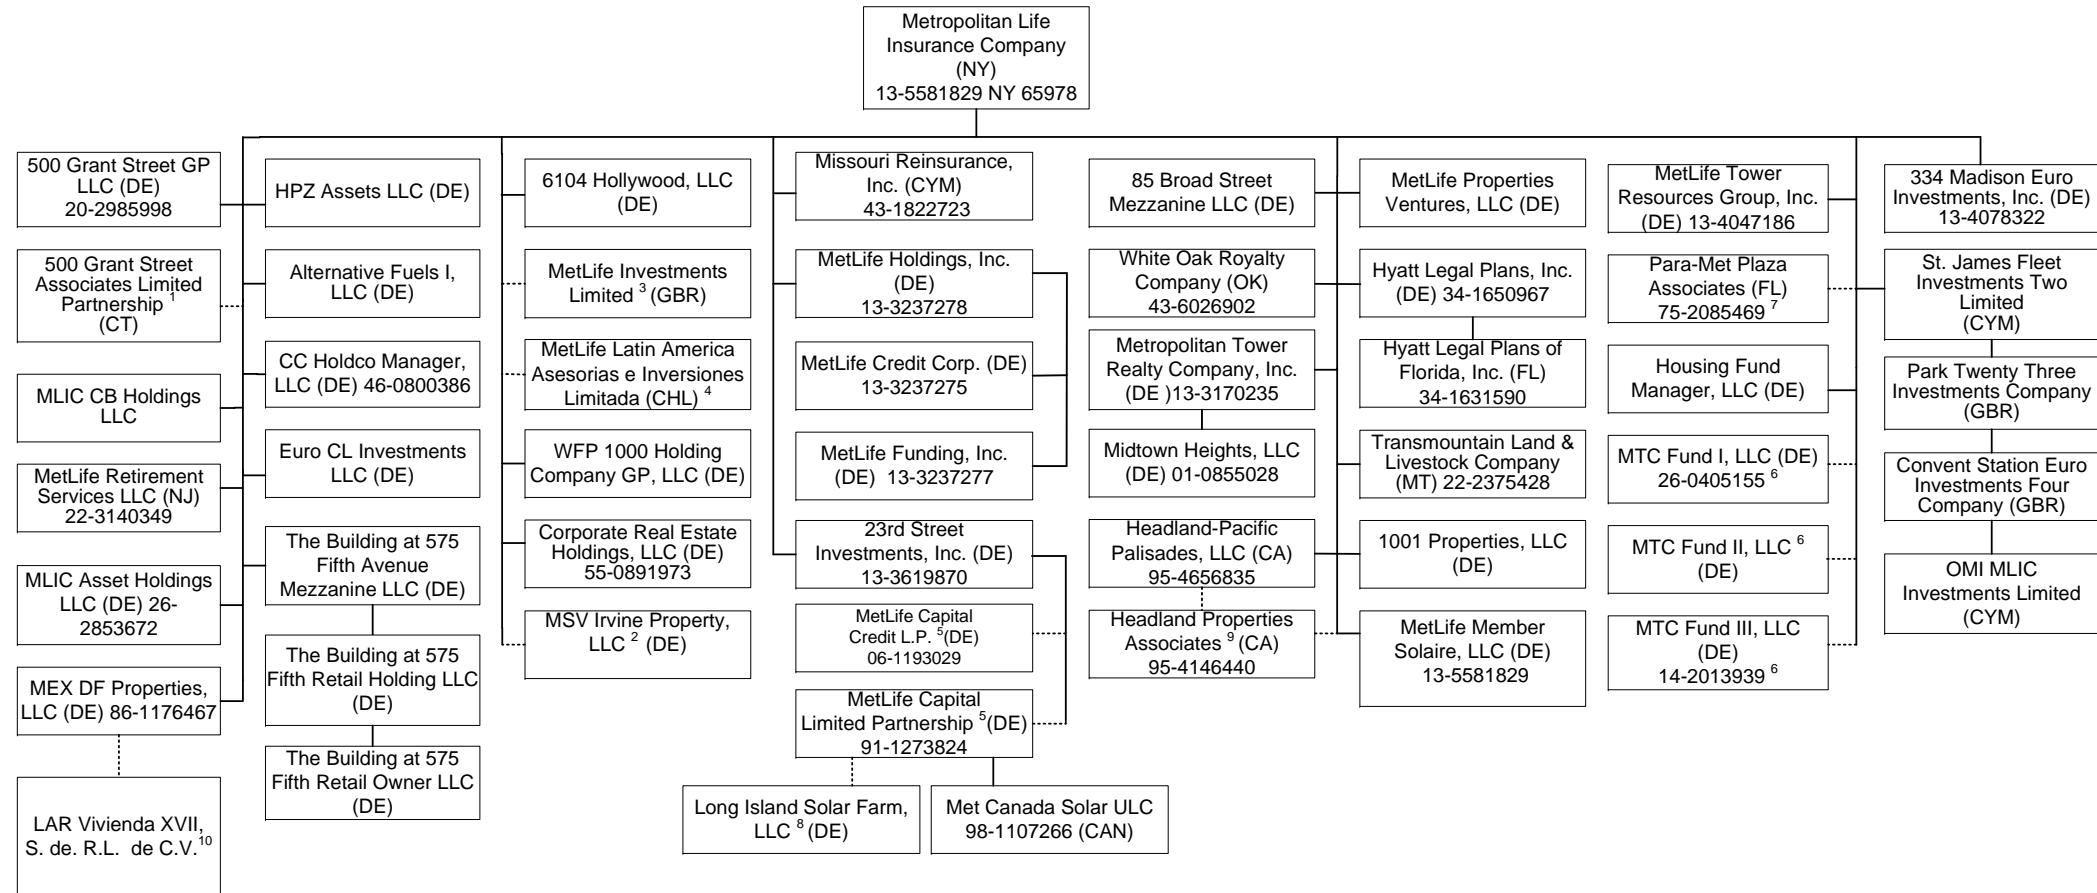 Metropolitan Life
Insurance Company
(NY)
13-5581829 NY 65978
500 Grant Street GP
LLC (DE)
20-2985998
500 Grant Street
Associates Limited
Partnership 1
(CT)
MLIC CB Holdings
LLC
MetLife Retirement
Services LLC (NJ)
22-3140349
MLIC Asset Holdings
LLC (DE) 26-
2853672
MEX DF Properties,
LLC (DE) 86-1176467
LAR Vivienda XVII,
S. de. R.L. de C.V.10
HPZ Assets LLC (DE)
Alternative Fuels I,
LLC (DE)
CC Holdco Manager,
LLC (DE) 46-0800386
Euro CL Investments
LLC (DE)
The Building at 575
Fifth Avenue
Mezzanine LLC (DE)
The Building at 575
Fifth Retail Holding LLC
(DE)
The Building at 575
Fifth Retail Owner LLC
(DE)
6104 Hollywood, LLC
(DE)
MetLife Investments
Limited 3 (GBR)
MetLife Latin America
Asesorias e Inversiones
Limitada (CHL) 4
WFP 1000 Holding
Company GP, LLC (DE)
Corporate Real Estate
Holdings, LLC (DE)
55-0891973
MSV Irvine Property,
LLC 2 (DE)
Missouri Reinsurance,
Inc. (CYM)
43-1822723
MetLife Holdings, Inc.
(DE)
13-3237278
MetLife Credit Corp. (DE)
13-3237275
MetLife Funding, Inc.
(DE) 13-3237277
23rd Street
Investments, Inc. (DE)
13-3619870
MetLife Capital
Credit L.P. 5(DE)
06-1193029
MetLife Capital
Limited Partnership 5(DE)
91-1273824
Long Island Solar Farm,
LLC 8 (DE)
Met Canada Solar ULC
98-1107266 (CAN)
85 Broad Street
Mezzanine LLC (DE)
White Oak Royalty
Company (OK)
43-6026902
Metropolitan Tower
Realty Company, Inc.
(DE )13-3170235
Midtown Heights, LLC
(DE) 01-0855028
Headland-Pacific
Palisades, LLC (CA)
95-4656835
Headland Properties
Associates 9 (CA)
95-4146440
MetLife Properties
Ventures, LLC (DE)
Hyatt Legal Plans, Inc.
(DE) 34-1650967
Hyatt Legal Plans of
Florida, Inc. (FL)
34-1631590
Transmountain Land &
Livestock Company
(MT) 22-2375428
1001 Properties, LLC
(DE)
MetLife Member
Solaire, LLC (DE)
13-5581829
MetLife Tower
Resources Group, Inc.
(DE) 13-4047186
Para-Met Plaza
Associates (FL)
75-2085469 7
Housing Fund
Manager, LLC (DE)
MTC Fund I, LLC (DE)
26-0405155 6
MTC Fund II, LLC 6
(DE)
MTC Fund III, LLC
(DE)
14-2013939 6
334 Madison Euro
Investments, Inc. (DE)
13-4078322
St. James Fleet
Investments Two
Limited
(CYM)
Park Twenty Three
Investments Company
(GBR)
Convent Station Euro
Investments Four
Company (GBR)
OMI MLIC
Investments Limited
(CYM)